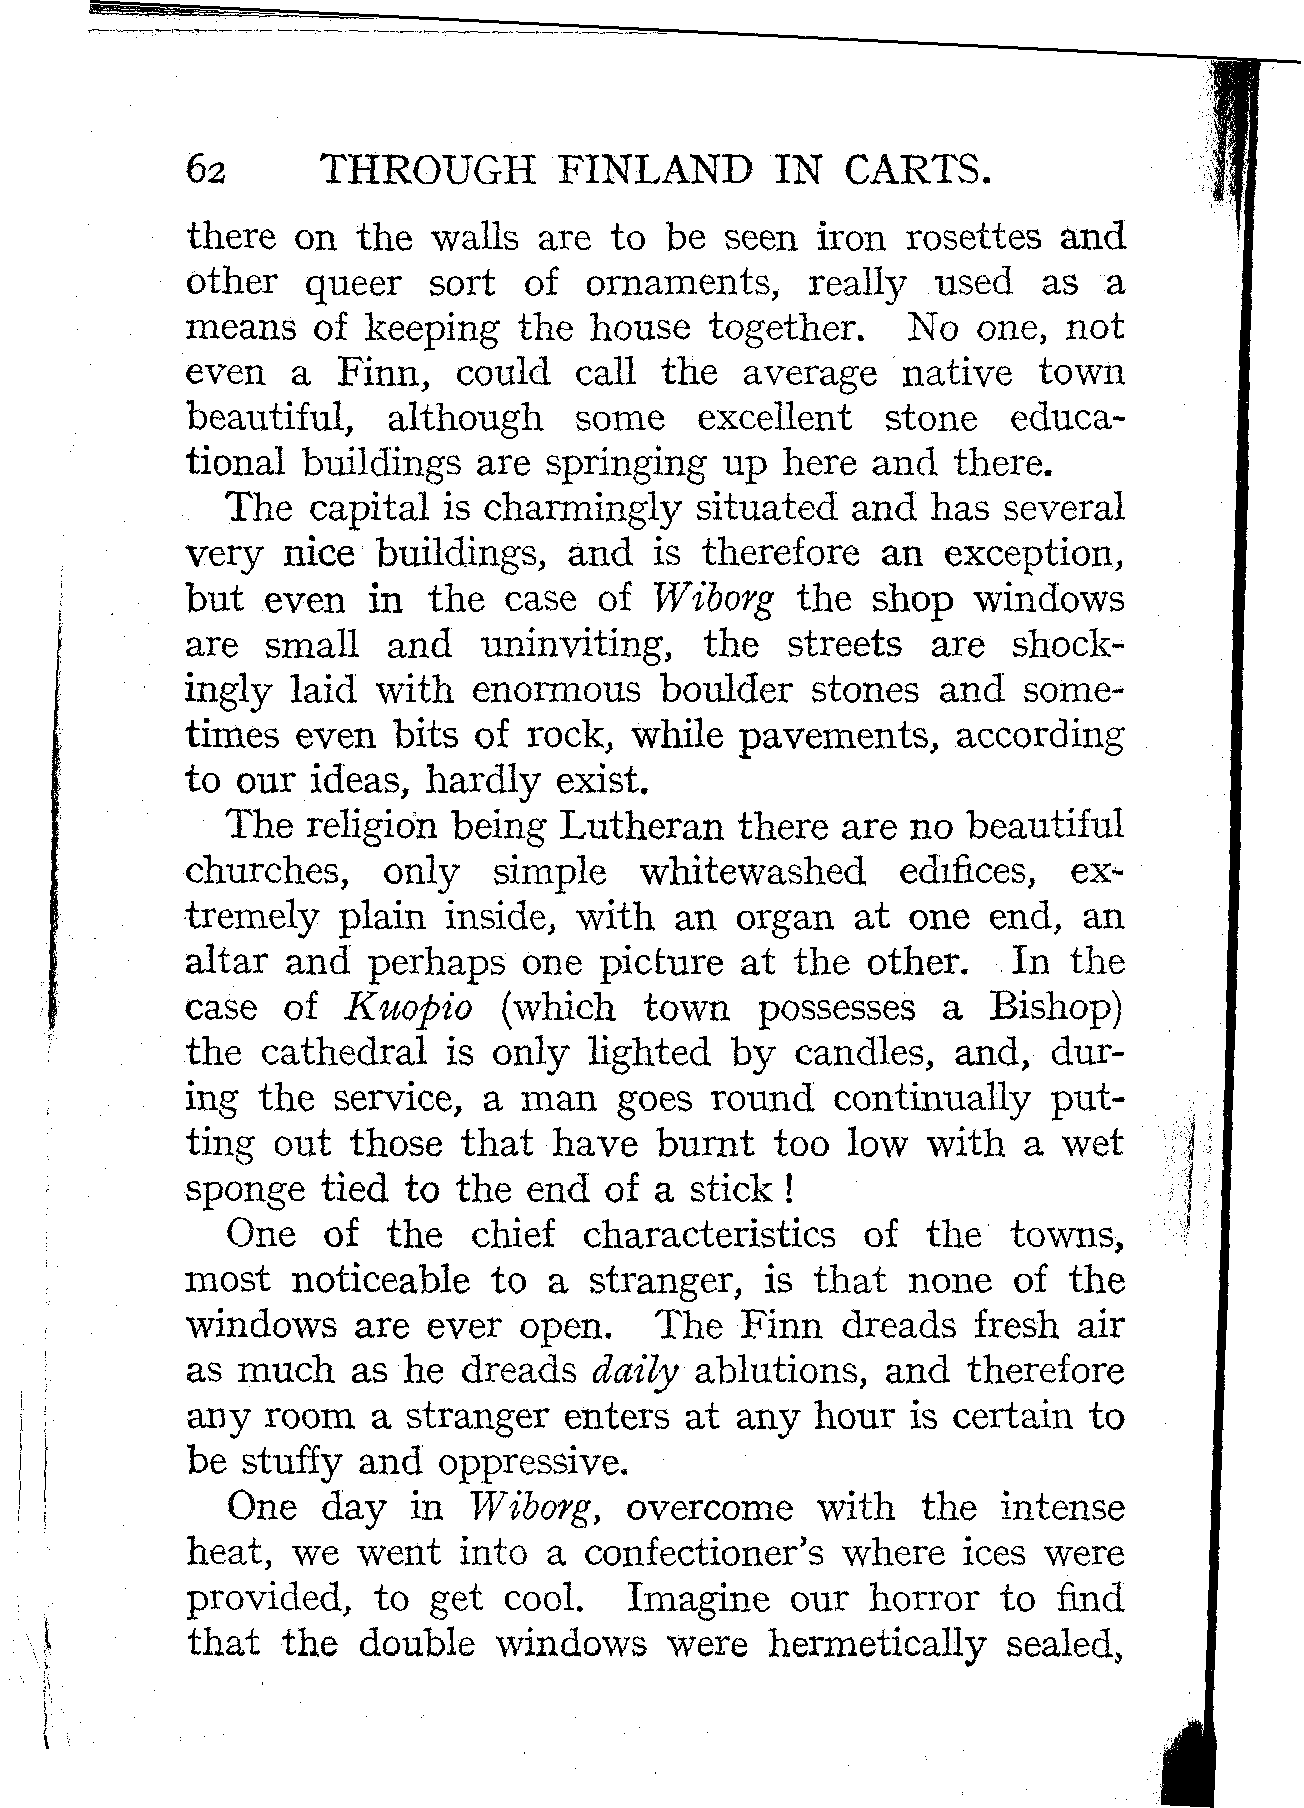 62 THROUGH FINLAND IN CARTS.
there on the walls are to be seen iron rosettes and
other queer sort of ornaments, really used as a
means of keeping the house together. No one, not
even a Finn, could call the average native town
beautiful, although some excellent stone educa-
tional buildings are springing up here and there.
The capital is charmingly situated and has several
very nice buildings, and is therefore an exception,
but even in the case of Wiborg the shop windows
are small and uninviting, the streets are shock-
ingly laid with enormous boulder stones and some-
times even bits of rock, while pavements, according
to our ideas, hardly exist.
The religion being Lutheran there are no beautiful
churches, only simple whitewashed edifices, ex-
tremely plain inside, with an organ at one end, an
altar and perhaps one picture at the other. In the
case of Kuopio (which town possesses a Bishop)
the cathedral is only lighted by candles, and, dur-
ing the service, a man goes round continually put-
ting out those that have burnt too low with a wet
sponge tied to the end of a stick !
One of the chief characteristics of the towns,
most noticeable to a stranger, is that none of the
windows are ever open. The Finn dreads fresh air
as much as he dreads daily ablutions, and therefore
any room a stranger enters at any hour is certain to
be stuffy and oppressive.
One day in Wiborg, overcome with the intense
heat, we went into a confectioner's where ices were
provided, to get cool. Imagine our horror to find
that the double windows were hermetically sealed,